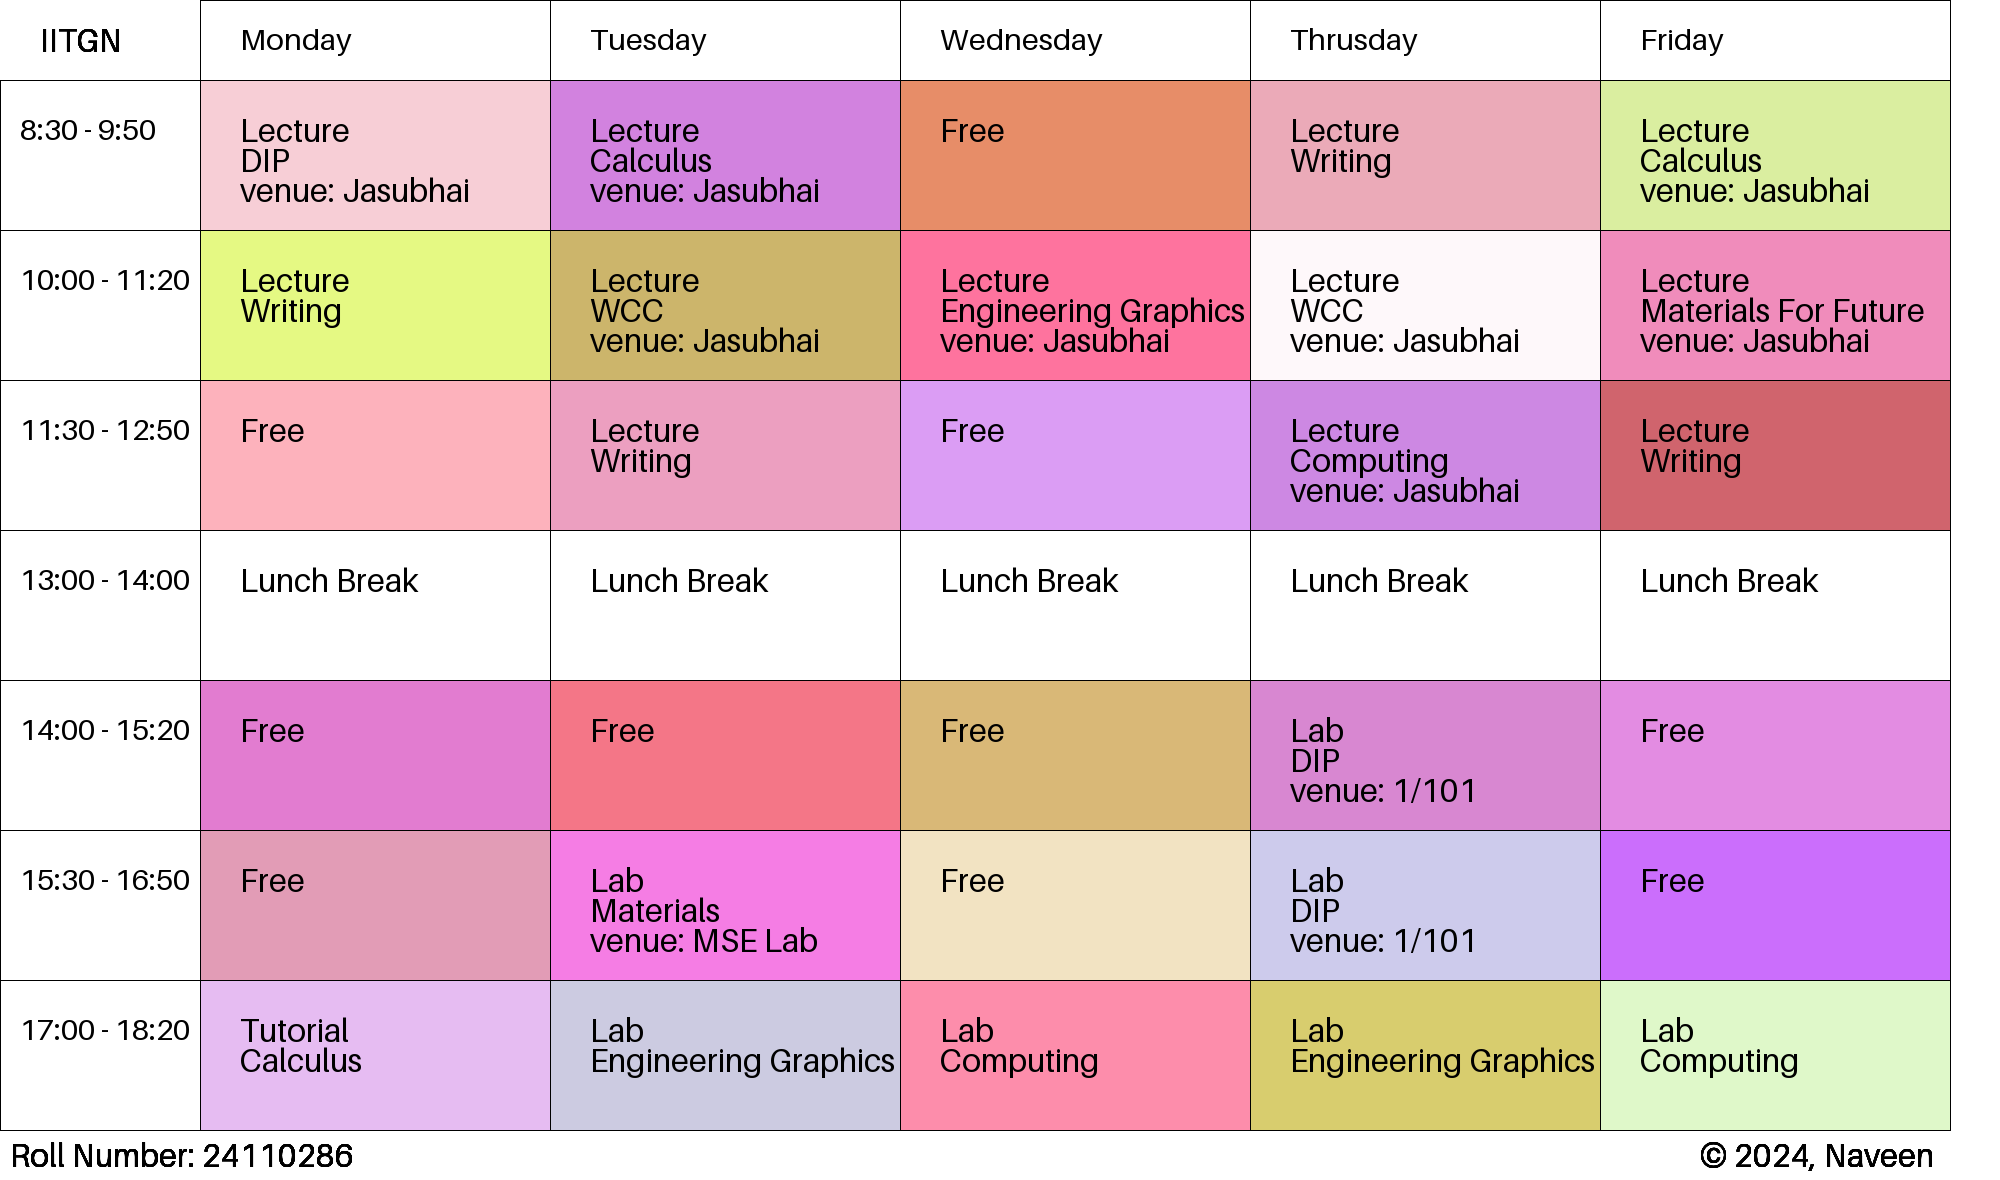 IITGN Monday Tuesday Wednesday Thrusday Friday
8:30 - 9:50
Lecture
DIP
venue: Jasubhai
Lecture
Calculus
venue: Jasubhai
Free
Lecture
Writing
Lecture
Calculus
venue: Jasubhai
10:00 - 11:20
Lecture
Writing
Lecture
WCC
venue: Jasubhai
Lecture
Engineering Graphics
venue: Jasubhai
Lecture
WCC
venue: Jasubhai
Lecture
Materials For Future
venue: Jasubhai
11:30 - 12:50
Free
Lecture
Writing
Free
Lecture
Computing
venue: Jasubhai
Lecture
Writing
13:00 - 14:00
Lunch Break
Lunch Break
Lunch Break
Lunch Break
Lunch Break
14:00 - 15:20
Free
Free
Free
Lab
DIP
venue: 1/101
Free
15:30 - 16:50
Free
Lab
Materials
venue: MSE Lab
Free
Lab
DIP
venue: 1/101
Free
17:00 - 18:20
Tutorial
Calculus
Lab
Engineering Graphics
Lab
Computing
Lab
Engineering Graphics
Lab
Computing
Roll Number: 24110286
© 2024, Naveen